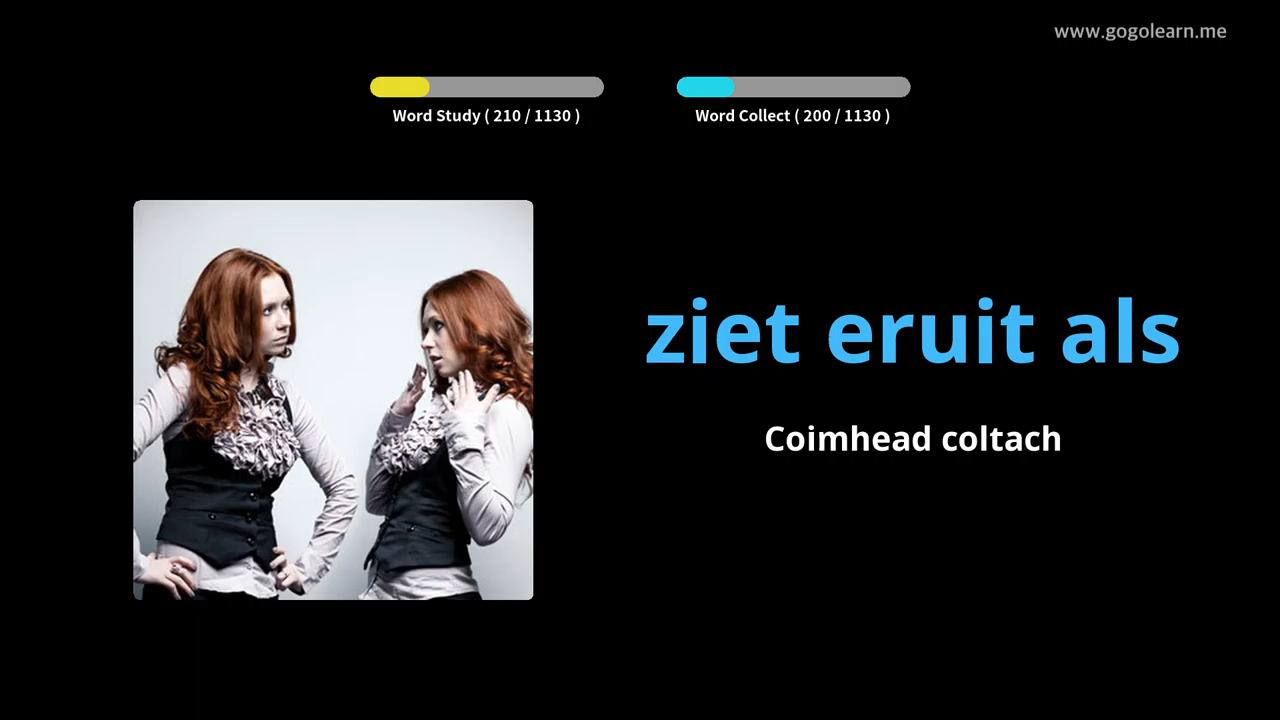 www.gogolearn.me
Word Study ( 210 / 1130 )
Word Collect ( 200 / 1130 )
ziet eruit als
Coimhead coltach